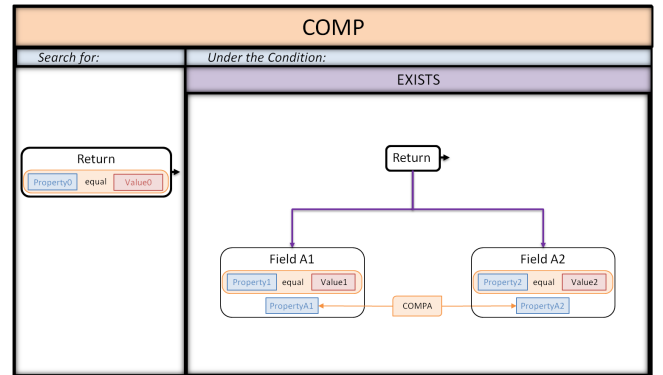 COMP
Search for:
Under the Condition:
EXISTS
Return
Property0 equal Value0
Return
Field A1
Property1 equal Value1
PropertyA1
COMPA
Field A2
Property2 equal Value2
PropertyA2